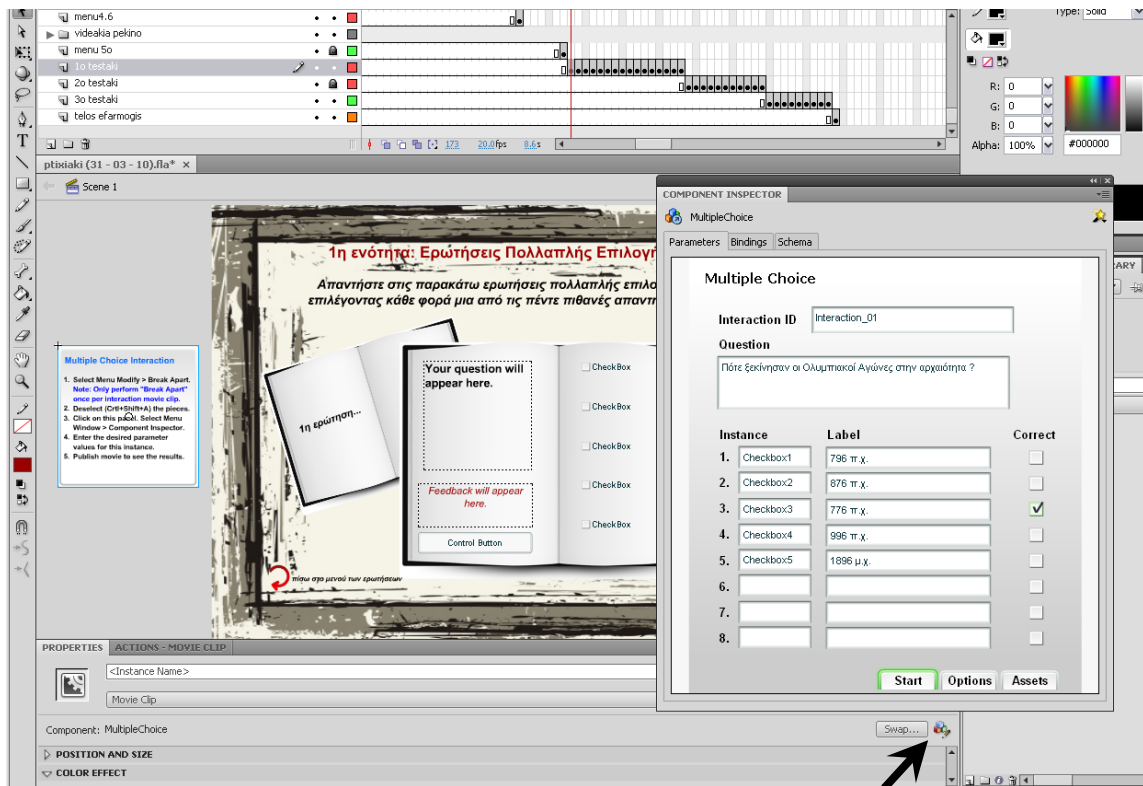 menu4.6
Type: Solid
videakia pekino
menu 5o
1o testaki
2o testaki
3o testaki
telos efarmogis
R: 0
G: 0
B: 0
Alpha: 100%
#000000
173 20.0fps 8.6s
ptixiaki (31 - 03 - 10).fla* ×
Scene 1
COMPONENT INSPECTOR
MultipleChoice
Parameters Bindings Schema
ARY
1η ενότητα: Ερωτήσεις Πολλαπλής Επιλογή
Απαντήστε στις παρακάτω ερωτήσεις πολλαπλής επιλο
επιλέγοντας κάθε φορά μια από τις πέντε πιθανές απαντ
Multiple Choice Interaction
1. Select Menu Modify > Break Apart.
Note: Only perform "Break Apart"
once per interaction movie clip.
2. Deselect (Crtl+Shift+A) the pieces.
3. Click on this panel. Select Menu
Window > Component Inspector.
4. Enter the desired parameter
values for this instance.
5. Publish movie to see the results.
1η ερώτηση...
Your question will
appear here.
Feedback will appear
here.
Control Button
CheckBox
CheckBox
CheckBox
CheckBox
CheckBox
πίσω στο μενού των ερωτήσεων
Multiple Choice
Interaction ID Interaction_01
Question
Πότε ξεκίνησαν οι Ολυμπιακοί Αγώνες στην αρχαιότητα ?
Instance Label Correct
1. Checkbox1 796 π.χ.
2. Checkbox2 876 π.χ.
3. Checkbox3 776 π.χ.
4. Checkbox4 996 π.χ.
5. Checkbox5 1896 μ.χ.
6.
7.
8.
Start Options Assets
PROPERTIES ACTIONS - MOVIE CLIP
<Instance Name>
Movie Clip
Component: MultipleChoice
Swap...
POSITION AND SIZE
COLOR EFFECT